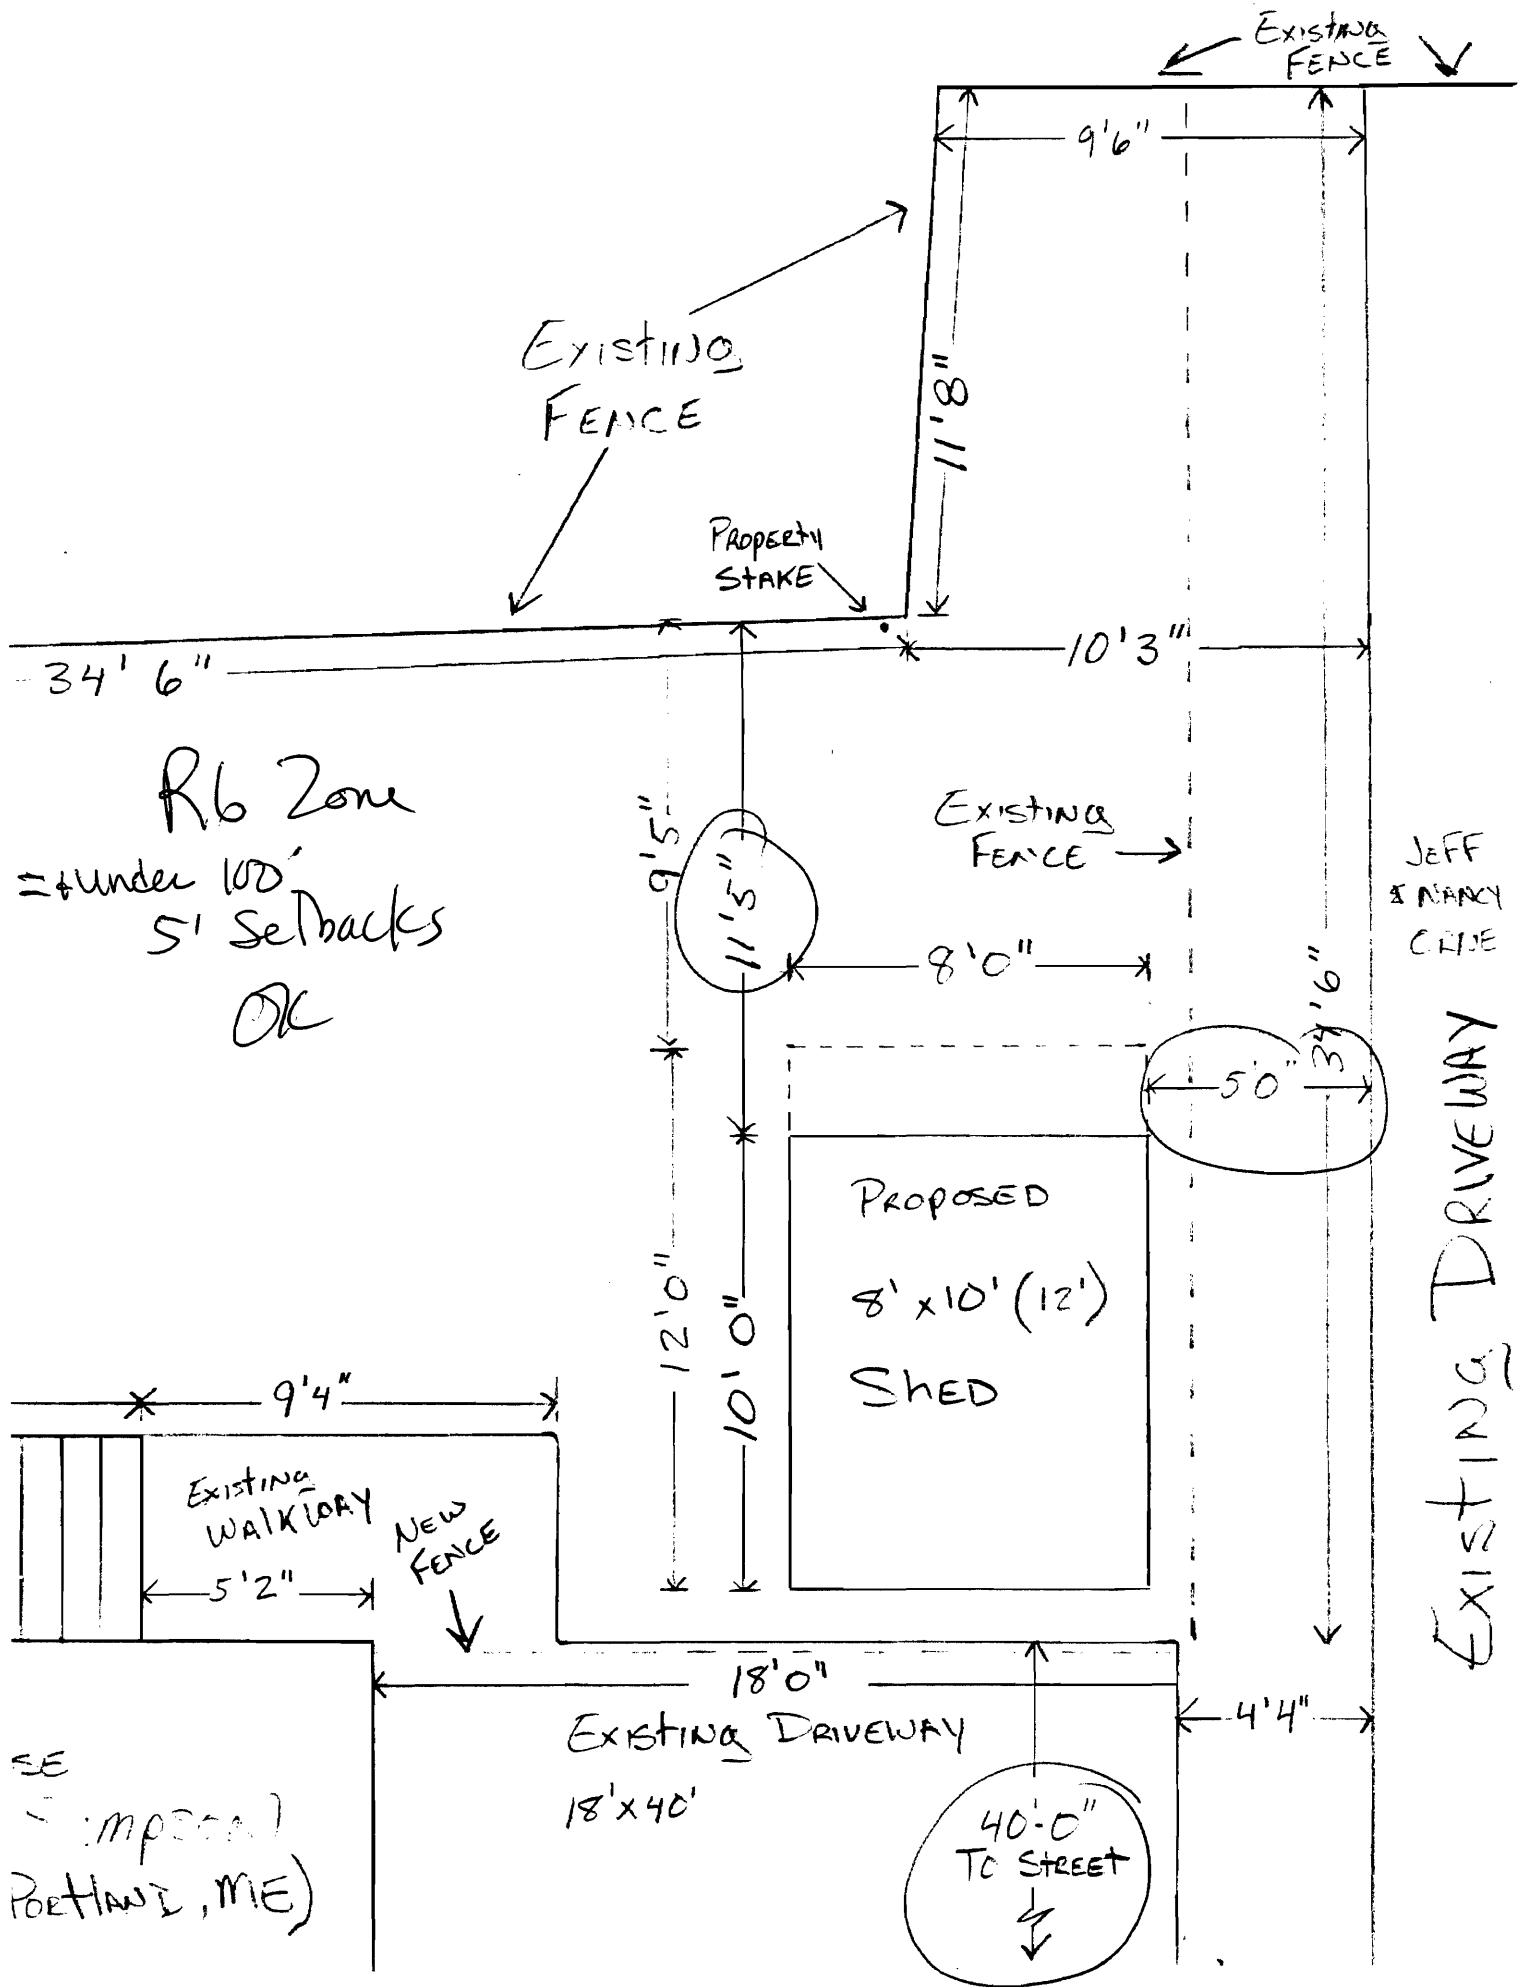 Existing
Fence
9'6"
Existing
Fence
11'8"
Property
Stake
34' 6"
10'3"
R6 Zone
= + under 100'
5' Setbacks
OK
9'5"
11'5"
Existing
Fence
8'0"
Jeff
& Nancy
34'6"
5'0"
Existing Driveway
Proposed
8' x 10' (12')
Shed
12'0"
10'0"
9'4"
Existing
Walkway
5'2"
New
Fence
18'0"
Existing Driveway
18' x 40'
4'4"
40'-0"
To Street
SE
Portland, ME)